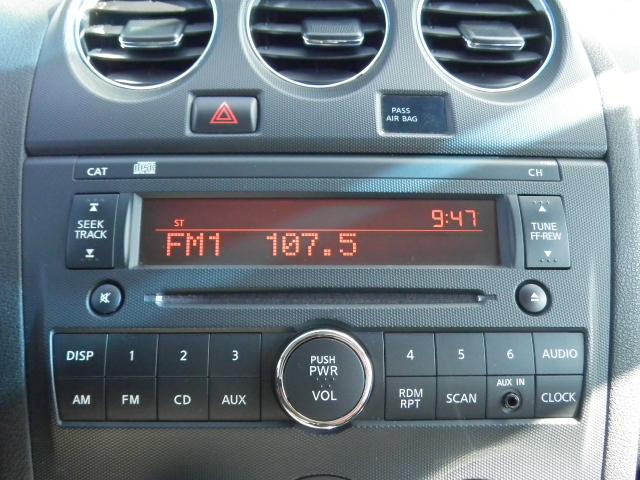 PASS
AIR BAG
CAT
CH
SEEK
TRACK
ST
9:47
FM1 107.5
TUNE
FF·REW
DISP 1 2 3
PUSH
PWR
VOL
4 5 6 AUDIO
AM FM CD AUX
RDM
RPT
SCAN
AUX IN
CLOCK